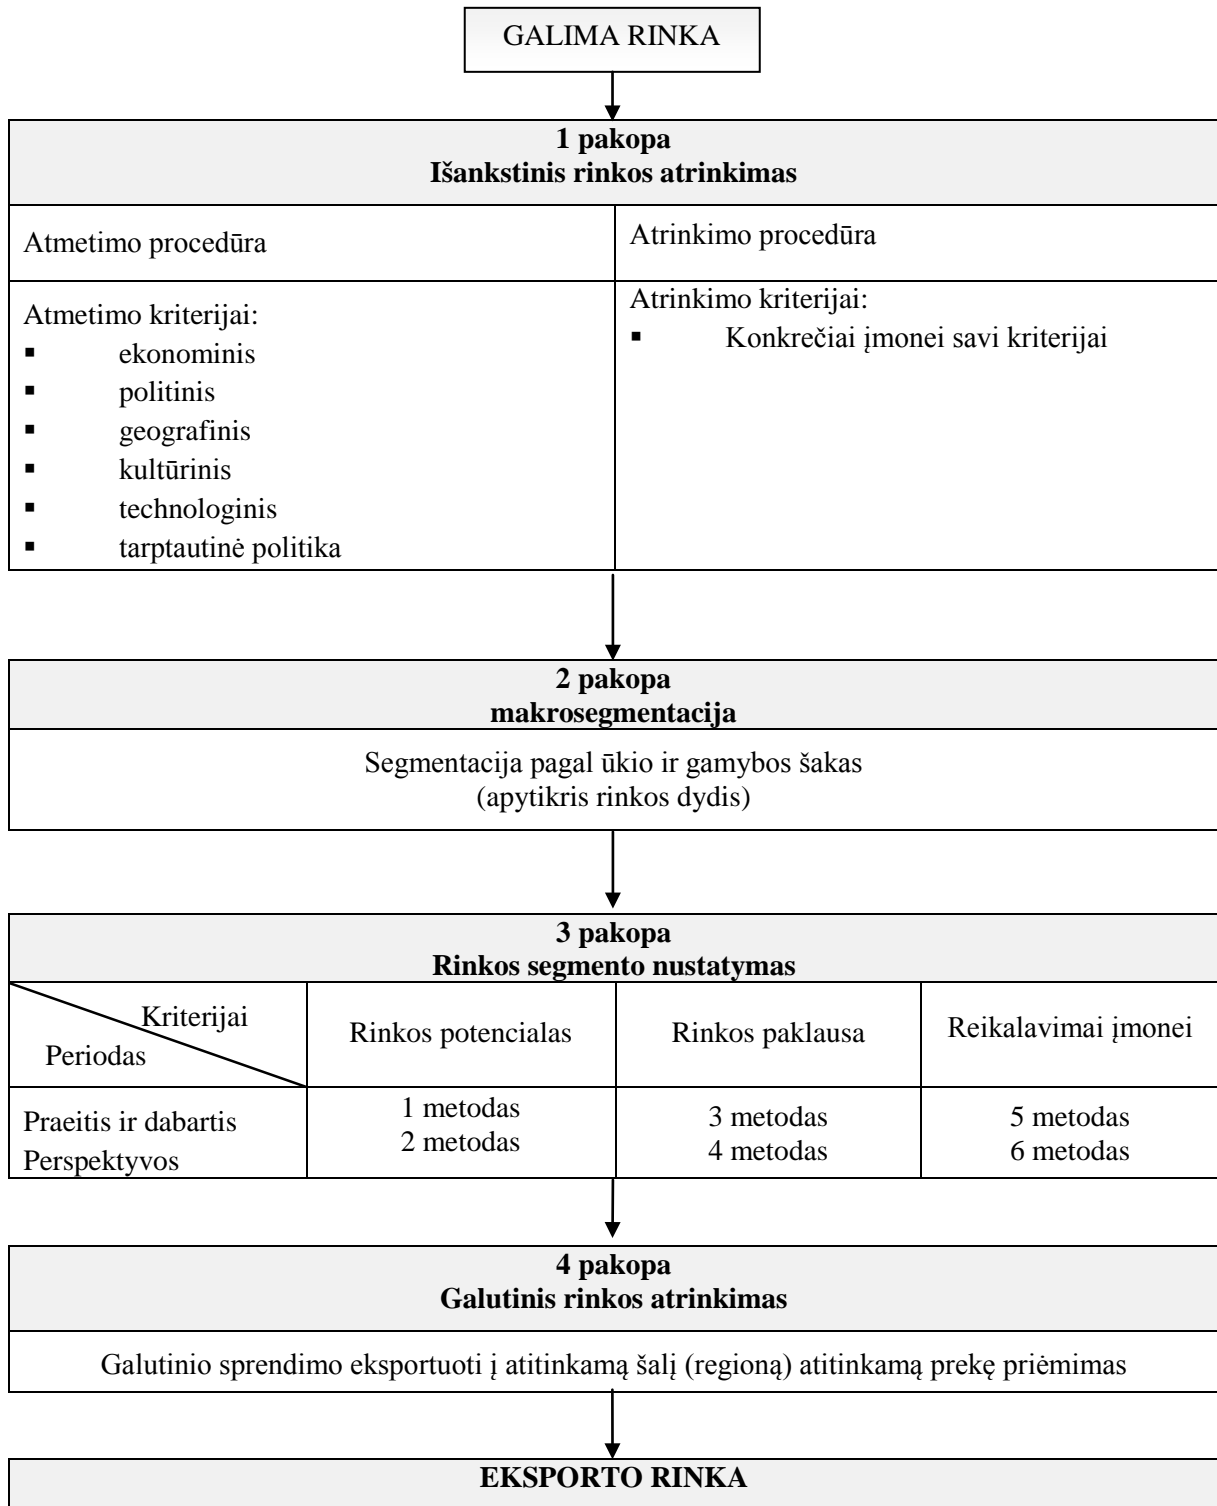 GALIMA RINKA
1 pakopa
Išankstinis rinkos atrinkimas
Atmetimo procedūra
Atrinkimo procedūra
Atmetimo kriterijai:
▪ ekonominis
▪ politinis
▪ geografinis
▪ kultūrinis
▪ technologinis
▪ tarptautinė politika
Atrinkimo kriterijai:
▪ Konkrečiai įmonei savi kriterijai
2 pakopa
makrosegmentacija
Segmentacija pagal ūkio ir gamybos šakas
(apytikris rinkos dydis)
3 pakopa
Rinkos segmento nustatymas
Kriterijai
Periodas
Rinkos potencialas
Rinkos paklausa
Reikalavimai įmonei
Praeitis ir dabartis
Perspektyvos
1 metodas
2 metodas
3 metodas
4 metodas
5 metodas
6 metodas
4 pakopa
Galutinis rinkos atrinkimas
Galutinio sprendimo eksportuoti į atitinkamą šalį (regioną) atitinkamą prekę priėmimas
EKSPORTO RINKA